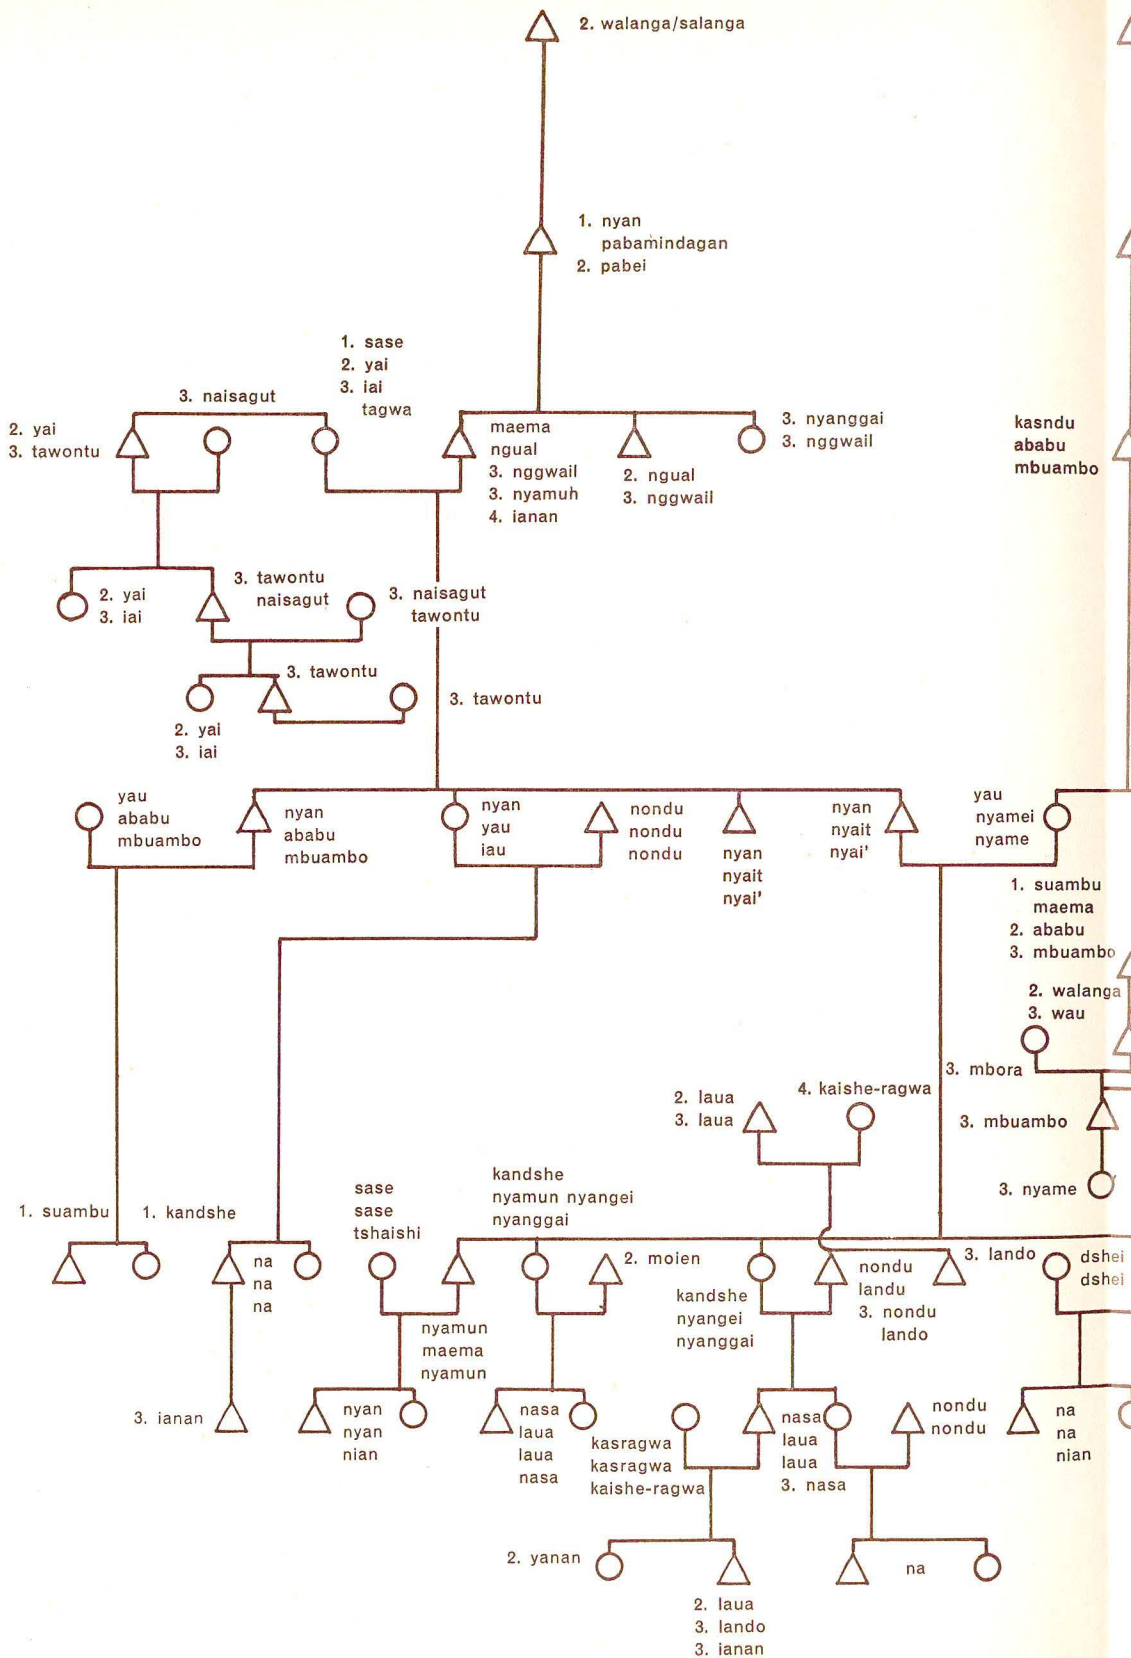 2. walanga/salanga
1. nyan
pabamindagan
2. pabei
1. sase
2. yai
3. iai
tagwa
3. naisagut
2. yai
3. tawontu
maema
ngual
3. nggwail
3. nyamuh
4. ianan
2. ngual
3. nggwail
3. nyanggai
3. nggwail
kasndu
ababu
mbuambo
2. yai
3. iai
3. tawontu
naisagut
3. naisagut
tawontu
3. tawontu
2. yai
3. iai
3. tawontu
yau
ababu
mbuambo
nyan
ababu
mbuambo
nyan
yau
iau
nondu
nondu
nondu
nyan
nyait
nyai'
nyan
nyait
nyai'
yau
nyamei
nyame
1. suambu
maema
2. ababu
3. mbuambo
2. walanga
3. wau
3. mbora
3. mbuambo
3. nyame
2. laua
3. laua
4. kaishe-ragwa
1. suambu
1. kandshe
na
na
na
sase
sase
tshaishi
kandshe
nyamun nyangei
nyanggai
2. moien
nyamun
maema
nyamun
kandshe
nyangei
nyanggai
nondu
landu
3. nondu
lando
3. lando
dshei
dshei
3. ianan
nyan
nyan
nian
nasa
laua
laua
nasa
kasragwa
kasragwa
kaishe-ragwa
nasa
laua
laua
3. nasa
nondu
nondu
na
na
nian
2. yanan
2. laua
3. lando
3. ianan
na